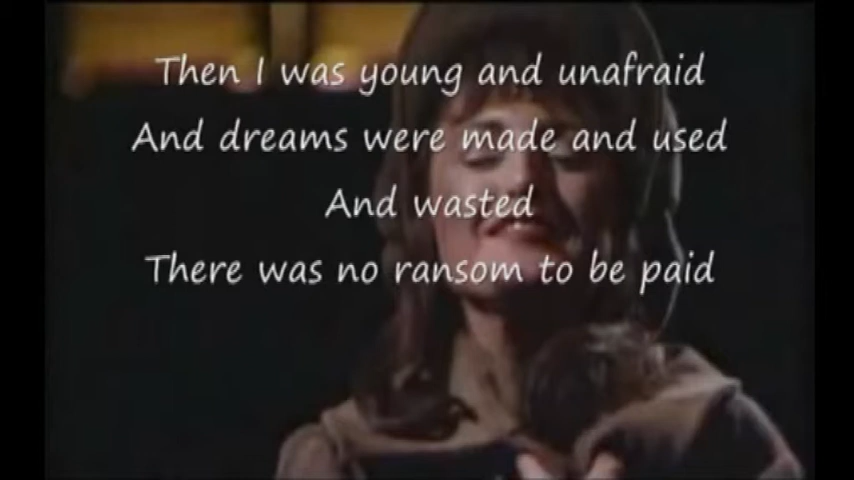 Then I was young and unafraid
And dreams were made and used
And wasted
There was no ransom to be paid